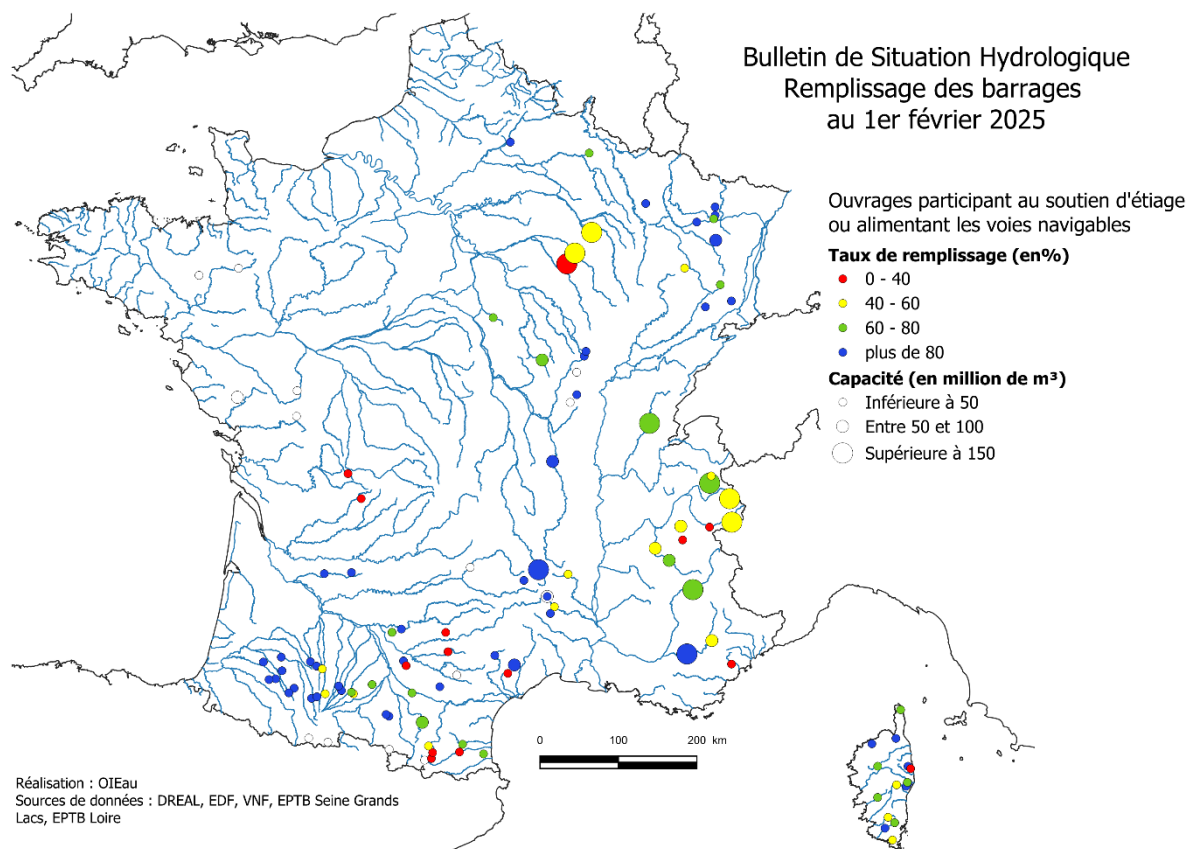 Bulletin de Situation Hydrologique
Remplissage des barrages
au 1er février 2025
Ouvrages participant au soutien d'étiage
ou alimentant les voies navigables
Taux de remplissage (en%)
0 - 40
40 - 60
60 - 80
plus de 80
Capacité (en million de m³)
Inférieure à 50
Entre 50 et 100
Supérieure à 150
0 100 200 km
Réalisation : OIEau
Sources de données : DREAL, EDF, VNF, EPTB Seine Grands
Lacs, EPTB Loire